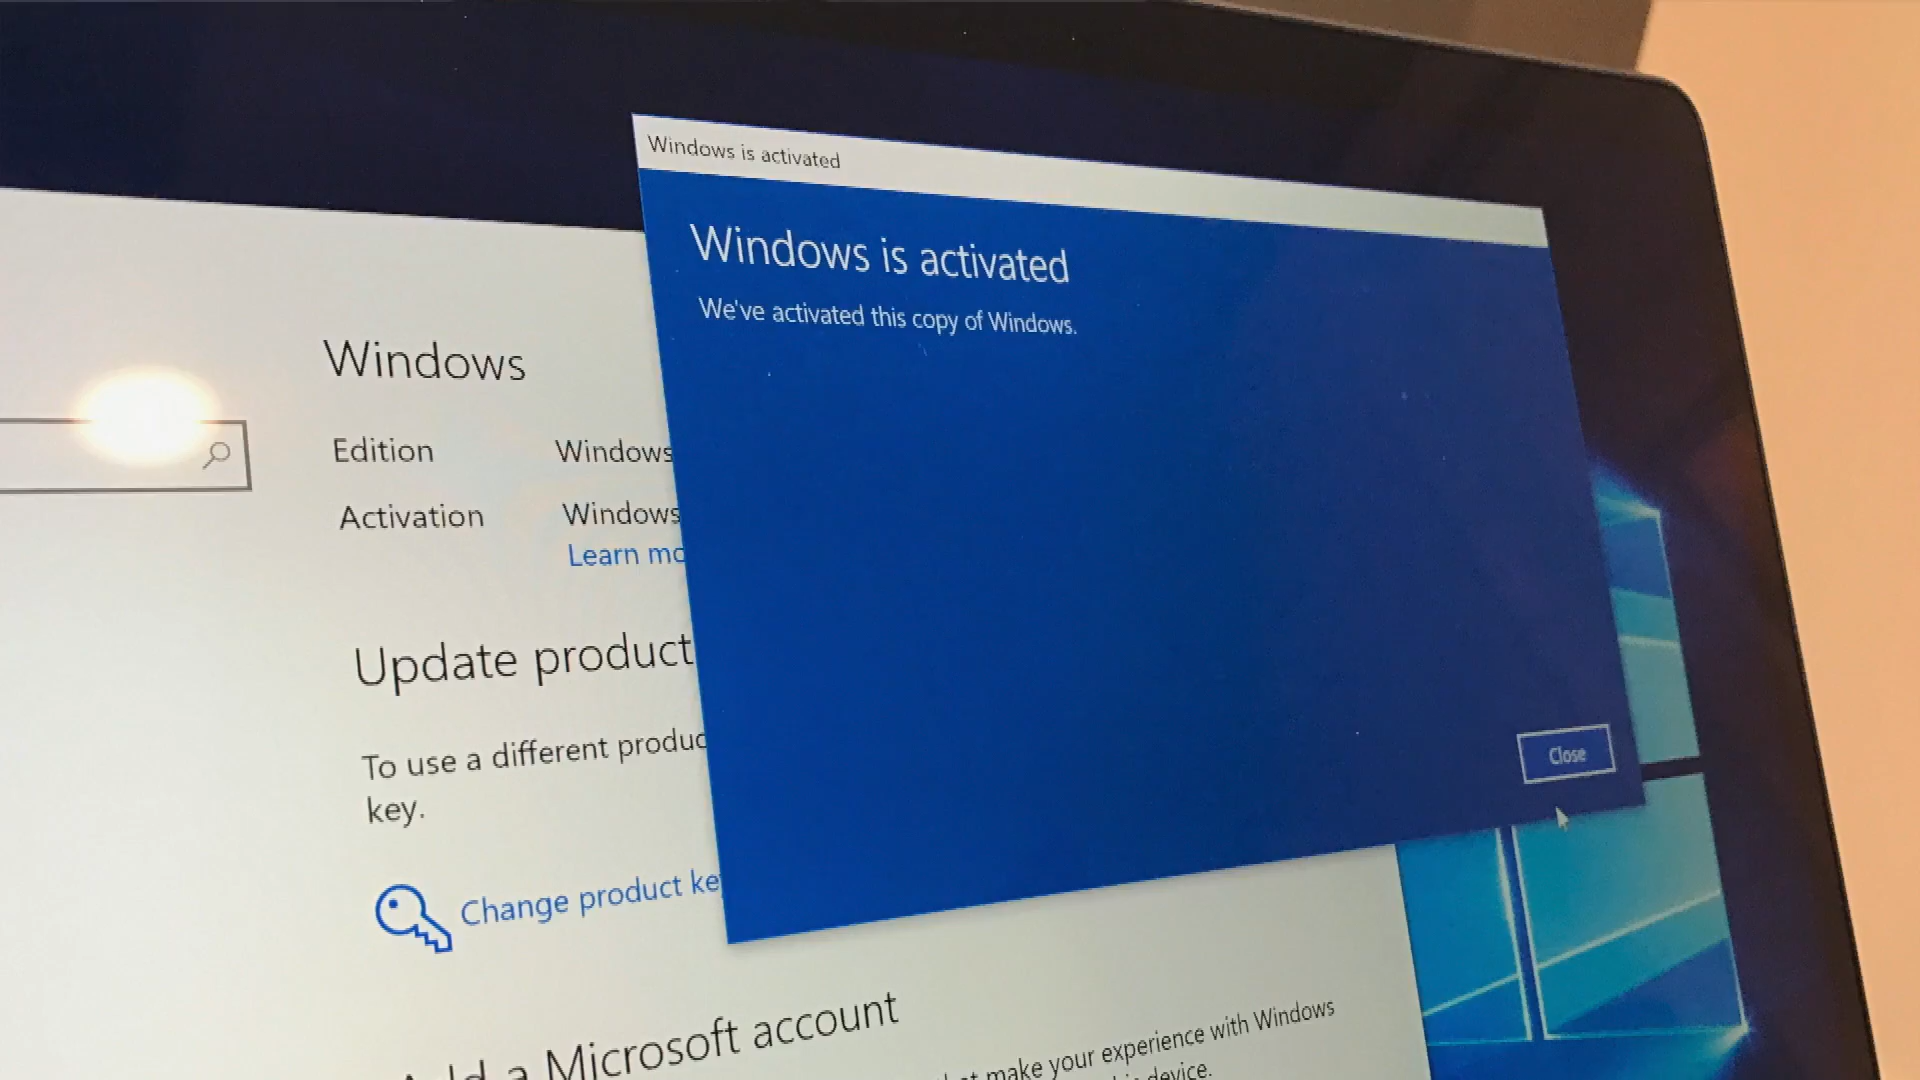 Windows is activated
Windows is activated
We've activated this copy of Windows.
Close
Windows
Edition Windows
Activation Windows
Learn mo
Update product
To use a different produc
key.
Change product ke
Add a Microsoft account
make your experience with Windows
device.